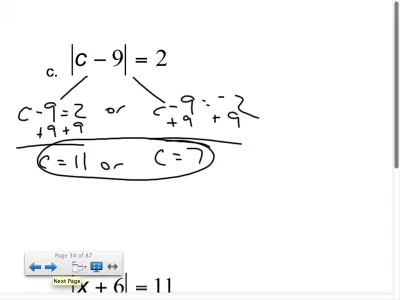 c. |c − 9| = 2
c - 9 = 2 or c - 9 = - 2
+9 +9 +9 +9
c = 11 or c = 7
Page 34 of 87
Next Page
|x + 6| = 11